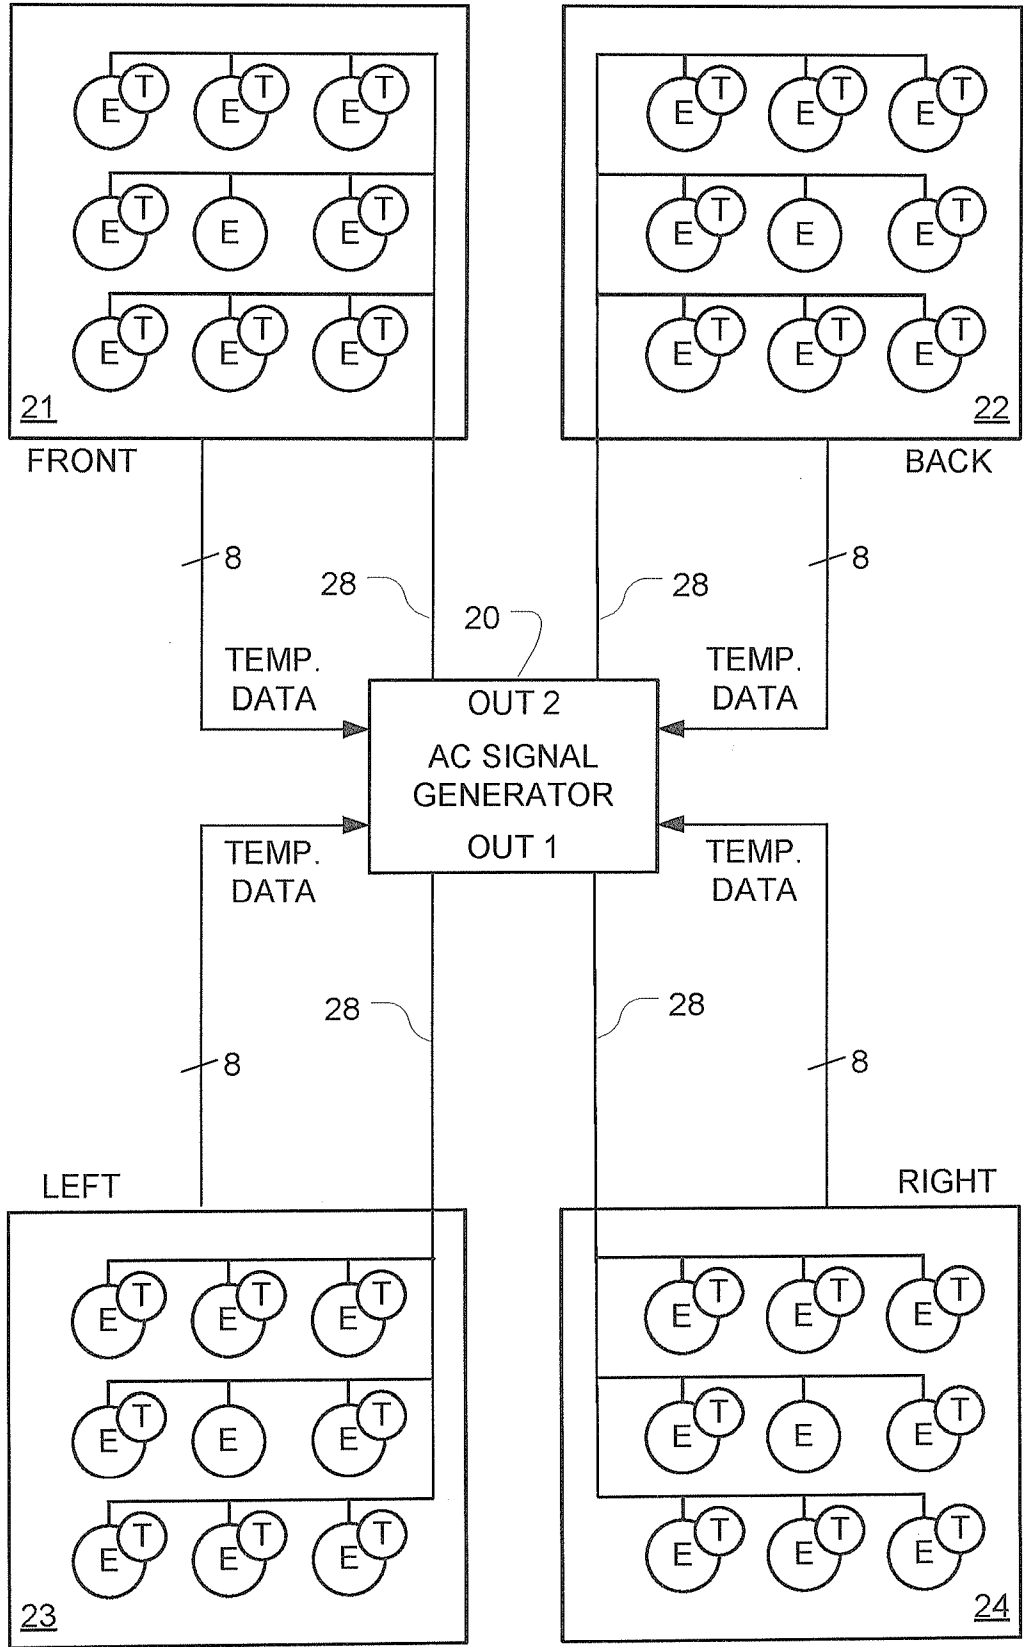 E T E T E T
E T E E T
E T E T E T
21
FRONT
E T E T E T
E T E E T
E T E T E T
22
BACK
8
28
20
28
8
TEMP.
DATA
TEMP.
DATA
OUT 2
AC SIGNAL
GENERATOR
OUT 1
TEMP.
DATA
TEMP.
DATA
28
28
8
8
LEFT
E T E T E T
E T E E T
E T E T E T
23
RIGHT
E T E T E T
E T E E T
E T E T E T
24